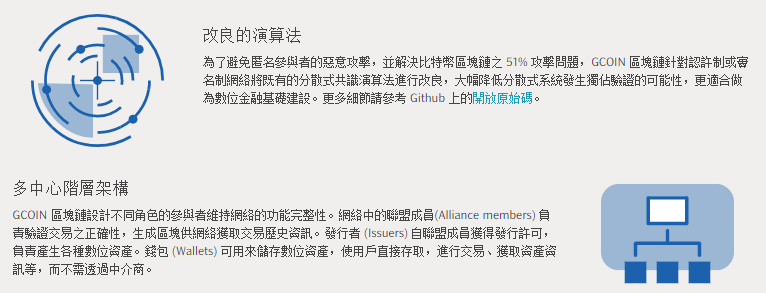 改良的演算法
為了避免匿名參與者的惡意攻擊，並解決比特幣區塊鏈之 51% 攻擊問題，GCOIN 區塊鏈針對認許制或實
名制網絡將既有的分散式共識演算法進行改良，大幅降低分散式系統發生獨佔驗證的可能性，更適合做
為數位金融基礎建設。更多細節請參考 Github 上的開放原始碼。
多中心階層架構
GCOIN 區塊鏈設計不同角色的參與者維持網絡的功能完整性。網絡中的聯盟成員(Alliance members) 負
責驗證交易之正確性，生成區塊供網絡獲取交易歷史資訊。發行者 (Issuers) 自聯盟成員獲得發行許可，
負責產生各種數位資產。錢包 (Wallets) 可用來儲存數位資產，使用戶直接存取，進行交易、獲取資產資
訊等，而不需透過中介商。